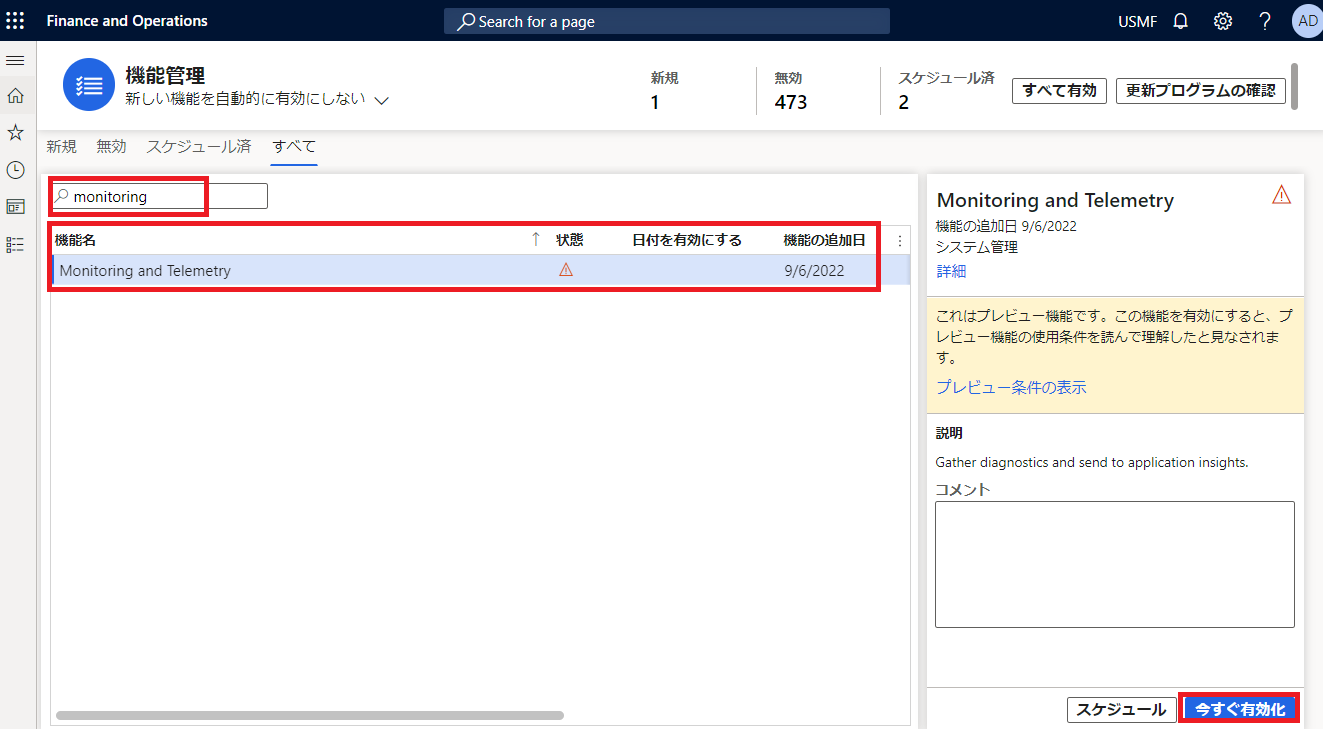 Finance and Operations
Search for a page
USMF
AD
機能管理
新しい機能を自動的に有効にしない
新規
1
無効
473
スケジュール済
2
すべて有効
更新プログラムの確認
新規
無効
スケジュール済
すべて
monitoring
機能名 ↑ 状態 日付を有効にする 機能の追加日
Monitoring and Telemetry 9/6/2022
Monitoring and Telemetry
機能の追加日 9/6/2022
システム管理
詳細
これはプレビュー機能です。この機能を有効にすると、プ
レビュー機能の使用条件を読んで理解したと見なされま
す。
プレビュー条件の表示
説明
Gather diagnostics and send to application insights.
コメント
スケジュール
今すぐ有効化